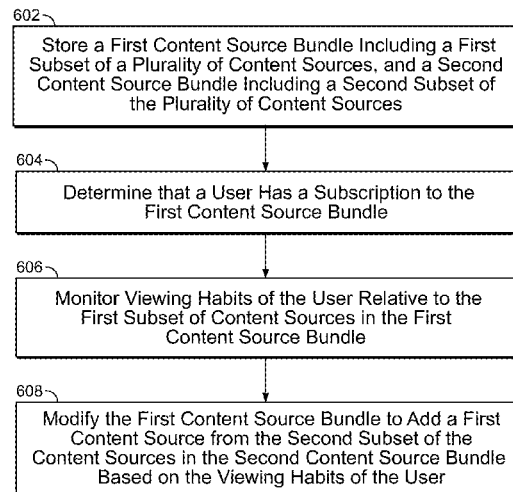 602
Store a First Content Source Bundle Including a First
Subset of a Plurality of Content Sources, and a Second
Content Source Bundle Including a Second Subset of
the Plurality of Content Sources
604
Determine that a User Has a Subscription to the
First Content Source Bundle
606
Monitor Viewing Habits of the User Relative to the
First Subset of Content Sources in the First
Content Source Bundle
608
Modify the First Content Source Bundle to Add a First
Content Source from the Second Subset of the
Content Sources in the Second Content Source Bundle
Based on the Viewing Habits of the User